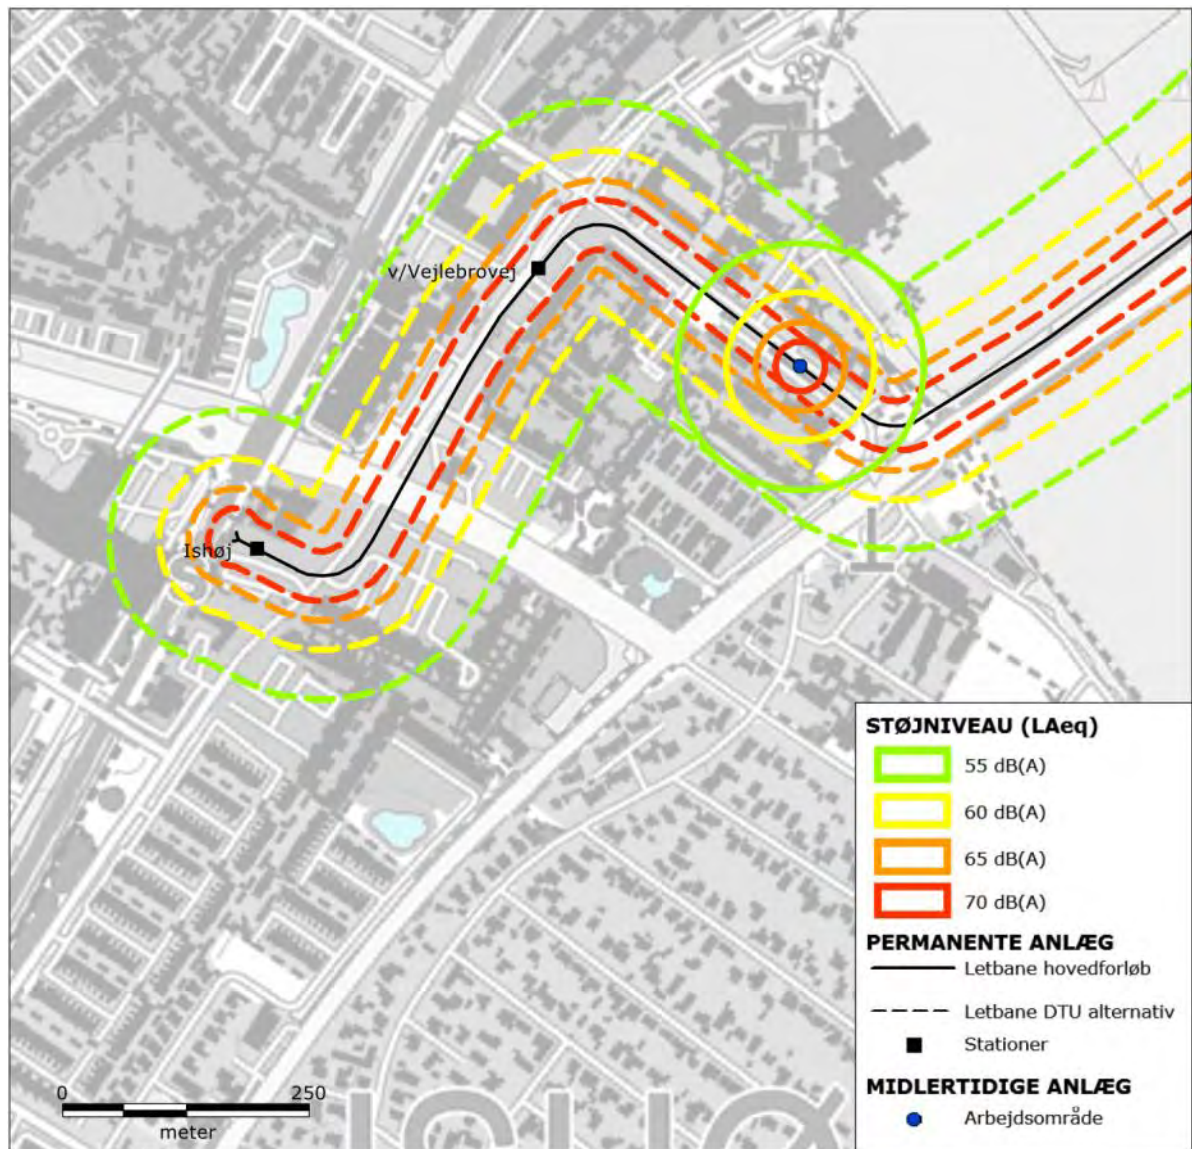 v/Vejlebrovej
Ishøj
STØJNIVEAU (LAeq)
55 dB(A)
60 dB(A)
65 dB(A)
70 dB(A)
PERMANENTE ANLÆG
Letbane hovedforløb
Letbane DTU alternativ
Stationer
MIDLERTIDIGE ANLÆG
Arbejdsområde
0 250
meter